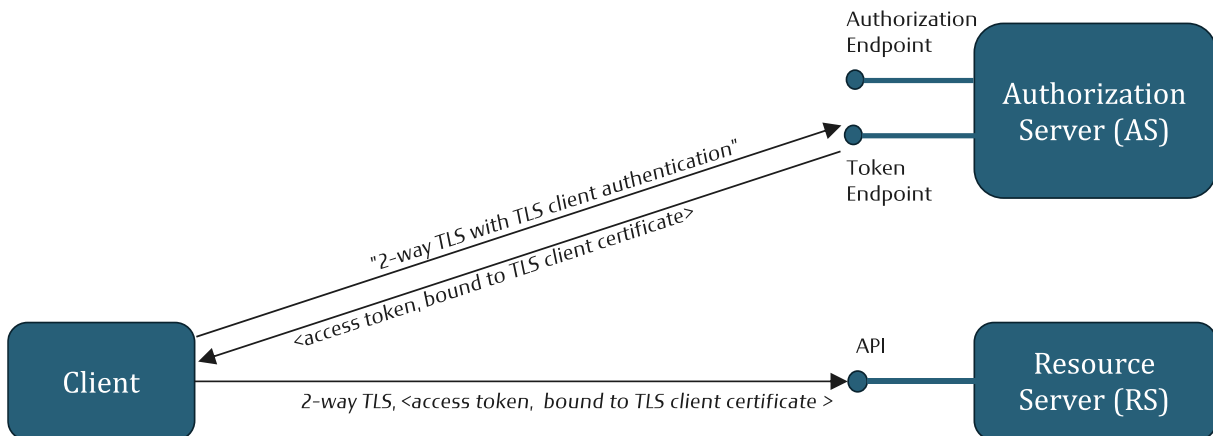 Authorization
Endpoint
Authorization
Server (AS)
Token
Endpoint
"2-way TLS with TLS client authentication"
<access token, bound to TLS client certificate>
Client
API
Resource
Server (RS)
2-way TLS, <access token, bound to TLS client certificate >